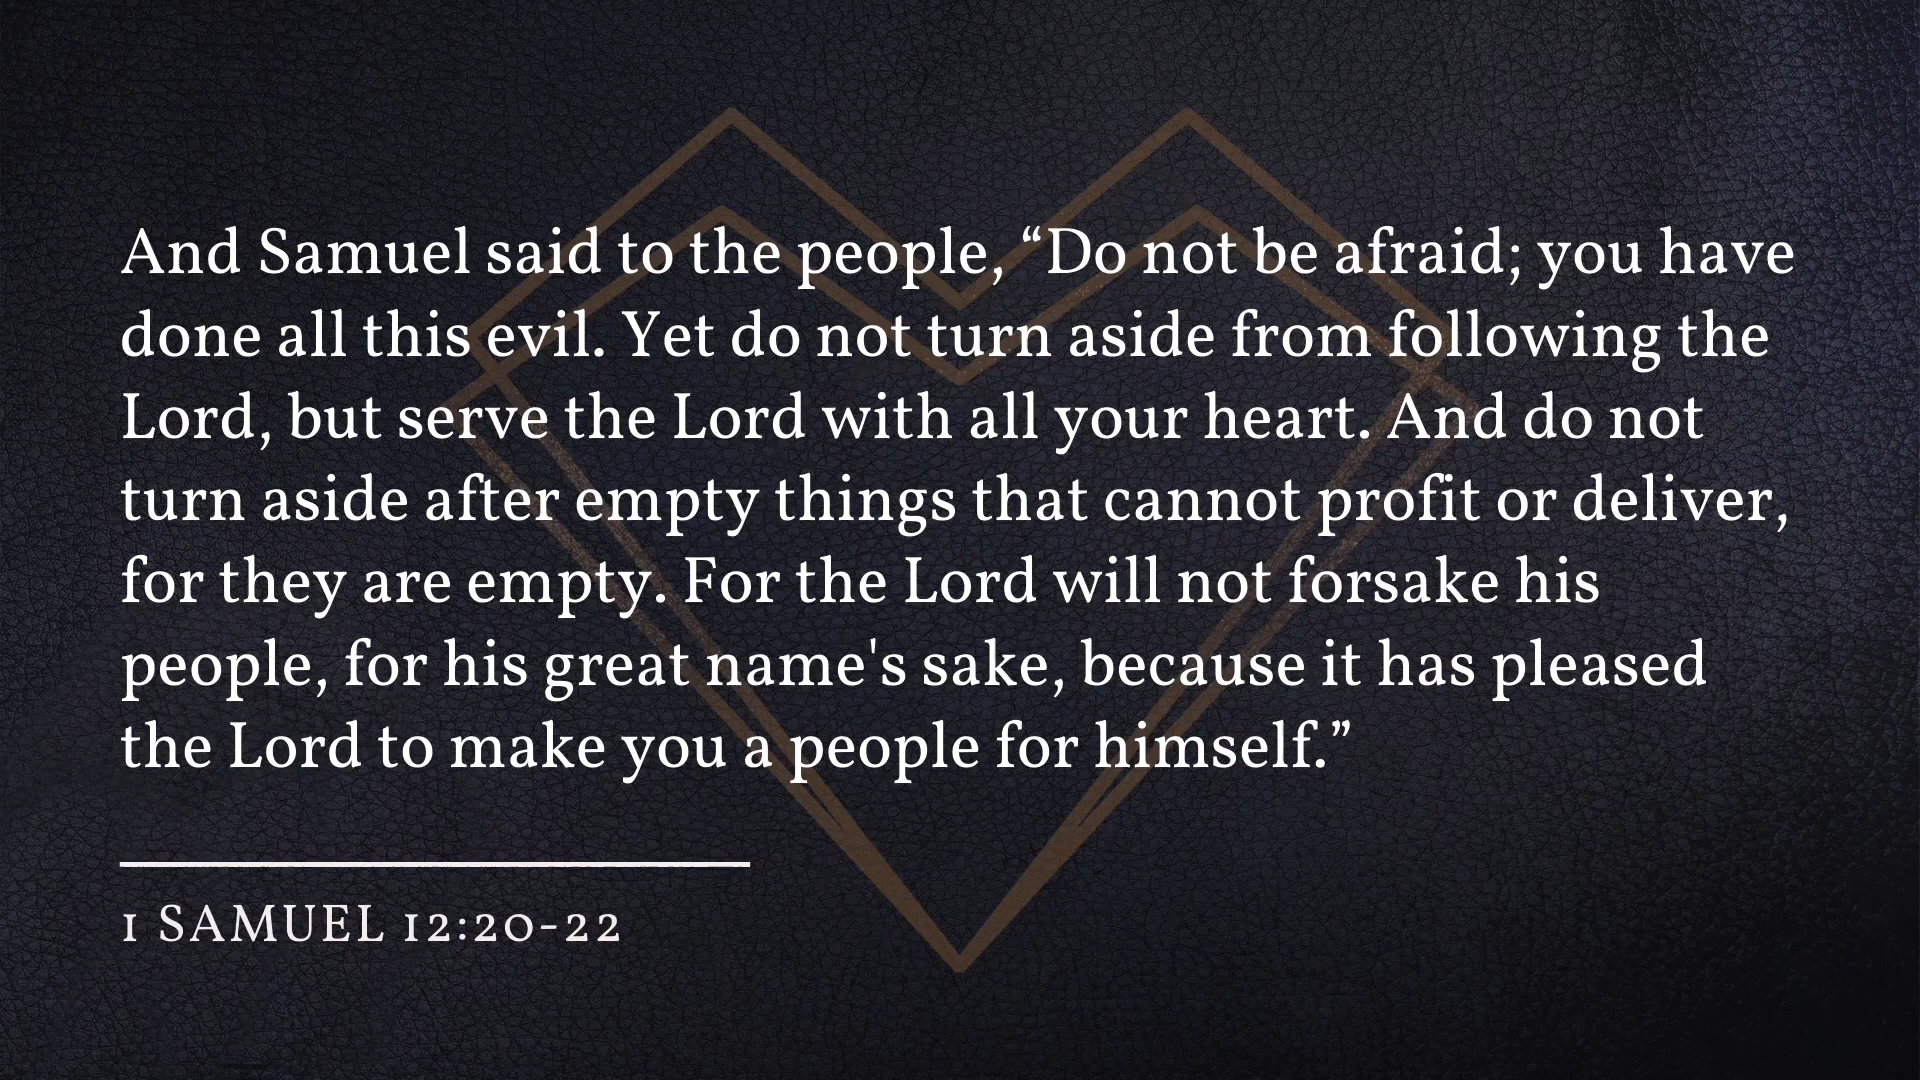 And Samuel said to the people, “Do not be afraid; you have
done all this evil. Yet do not turn aside from following the
Lord, but serve the Lord with all your heart. And do not
turn aside after empty things that cannot profit or deliver,
for they are empty. For the Lord will not forsake his
people, for his great name's sake, because it has pleased
the Lord to make you a people for himself.”
1 SAMUEL 12:20-22